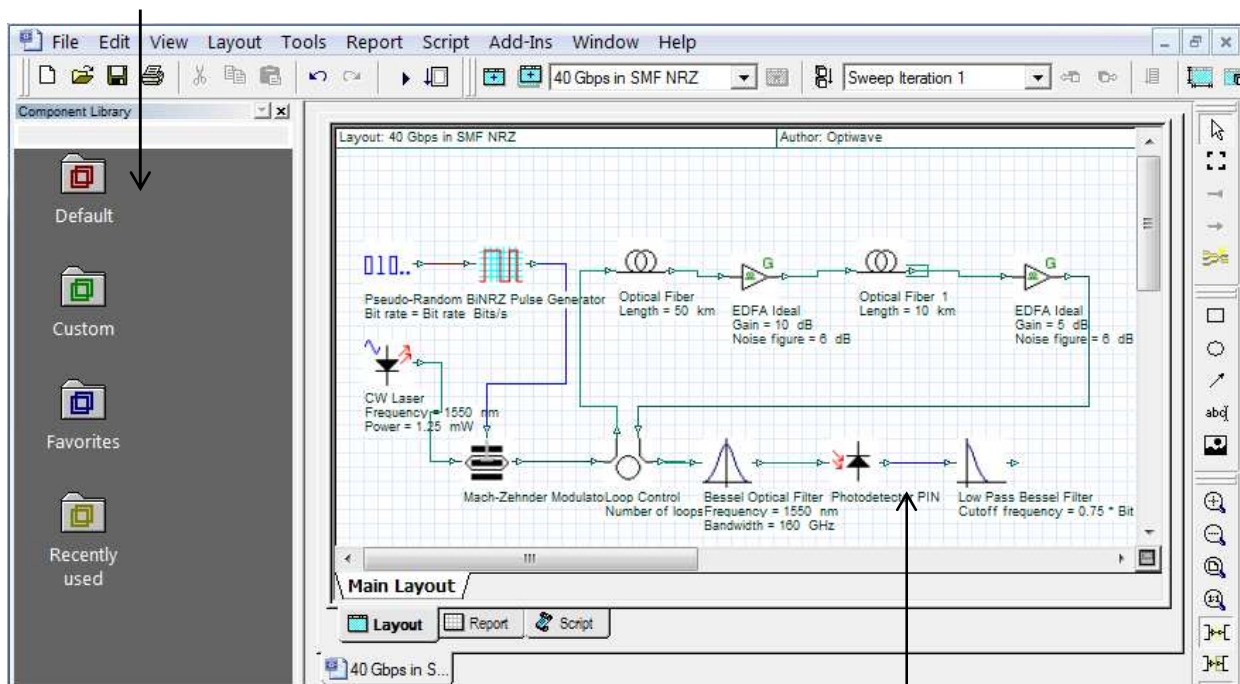 File Edit View Layout Tools Report Script Add-Ins Window Help
40 Gbps in SMF NRZ Sweep Iteration 1
Component Library
Default
Custom
Favorites
Recently
used
Layout: 40 Gbps in SMF NRZ Author: Optiwave
010..
Pseudo-Random BiNRZ Pulse Generator
Bit rate = Bit rate Bits/s
Optical Fiber
Length = 50 km
G
EDFA Ideal
Gain = 10 dB
Noise figure = 6 dB
Optical Fiber 1
Length = 10 km
G
EDFA Ideal
Gain = 5 dB
Noise figure = 6 dB
CW Laser
Frequency = 1550 nm
Power = 1.25 mW
Mach-Zehnder Modulato
Loop Control
Number of loops
Bessel Optical Filter
Frequency = 1550 nm
Bandwidth = 160 GHz
Photodetector PIN
Low Pass Bessel Filter
Cutoff frequency = 0.75 * Bit
Main Layout
Layout Report Script
40 Gbps in S...
abc
1:1